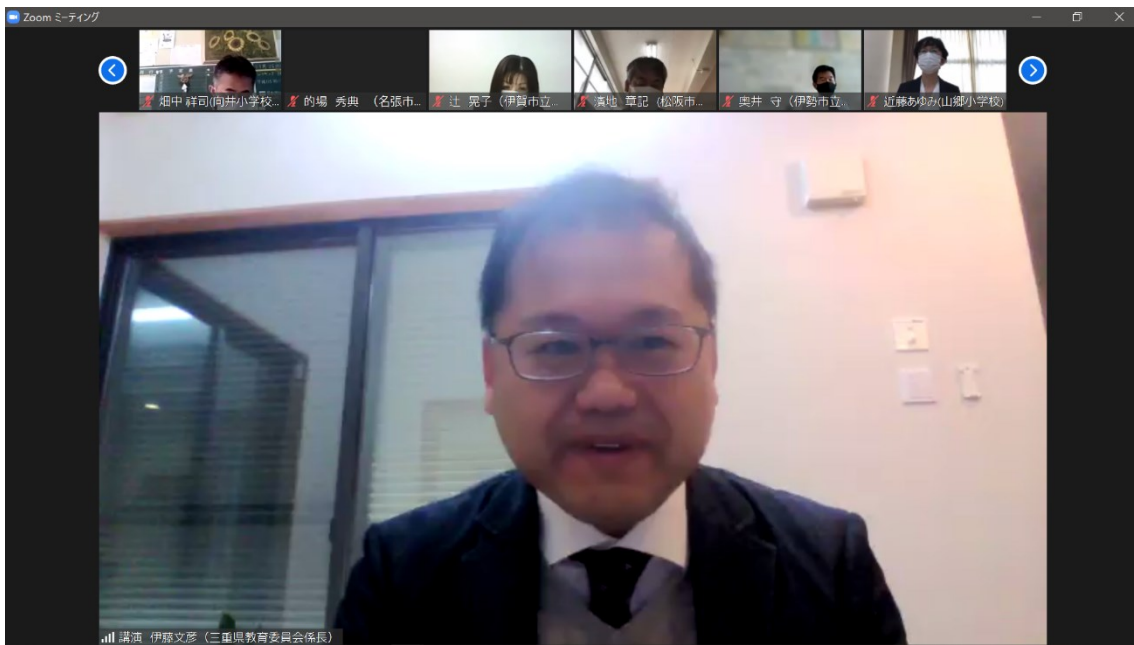 Zoom ミーティング
畑中 祥司(向井小学校...
的場 秀典 （名張市...
辻 晃子（伊賀市立...
濱地 章記（松阪市...
奥井 守（伊勢市立...
近藤あゆみ(山郷小学校)
講演 伊藤文彦（三重県教育委員会係長）